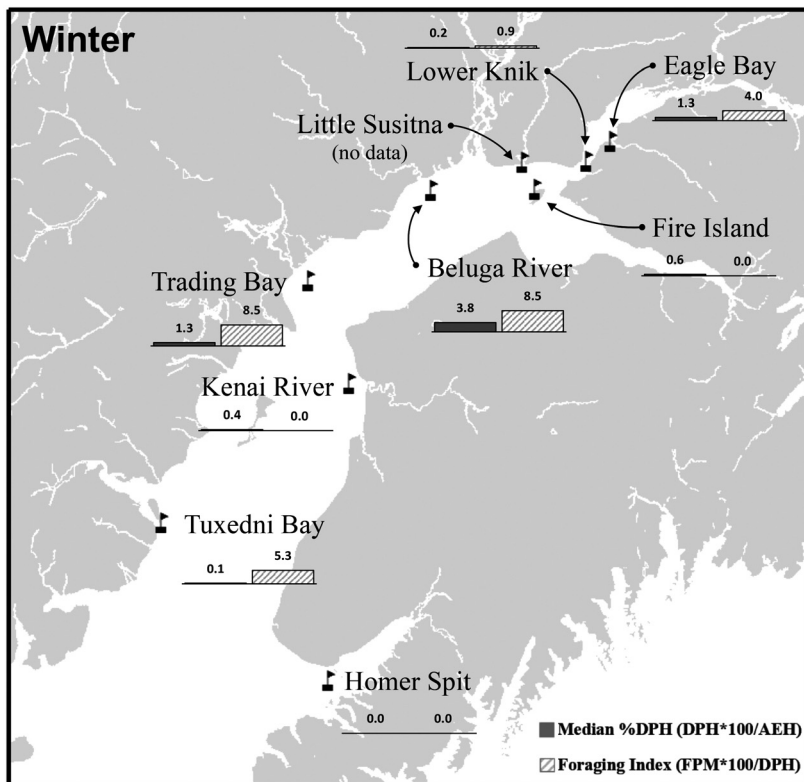 Winter
0.2 0.9
Lower Knik
Eagle Bay
1.3 4.0
Little Susitna
(no data)
Fire Island
0.6 0.0
Beluga River
3.8 8.5
Trading Bay
1.3 8.5
Kenai River
0.4 0.0
Tuxedni Bay
0.1 5.3
Homer Spit
0.0 0.0
Median %DPH (DPH*100/AEH)
Foraging Index (FPM*100/DPH)